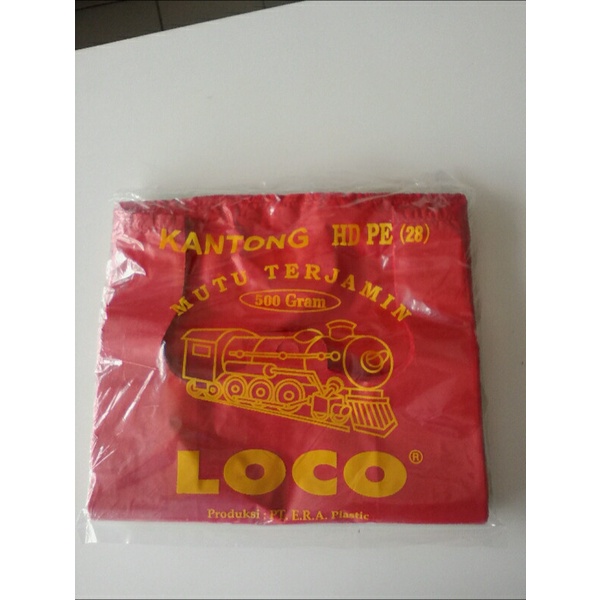 KANTONG HD PE (28)
MUTU TERJAMIN
500 Gram
LOCO®
Produksi : PT. E.R.A. Plastic